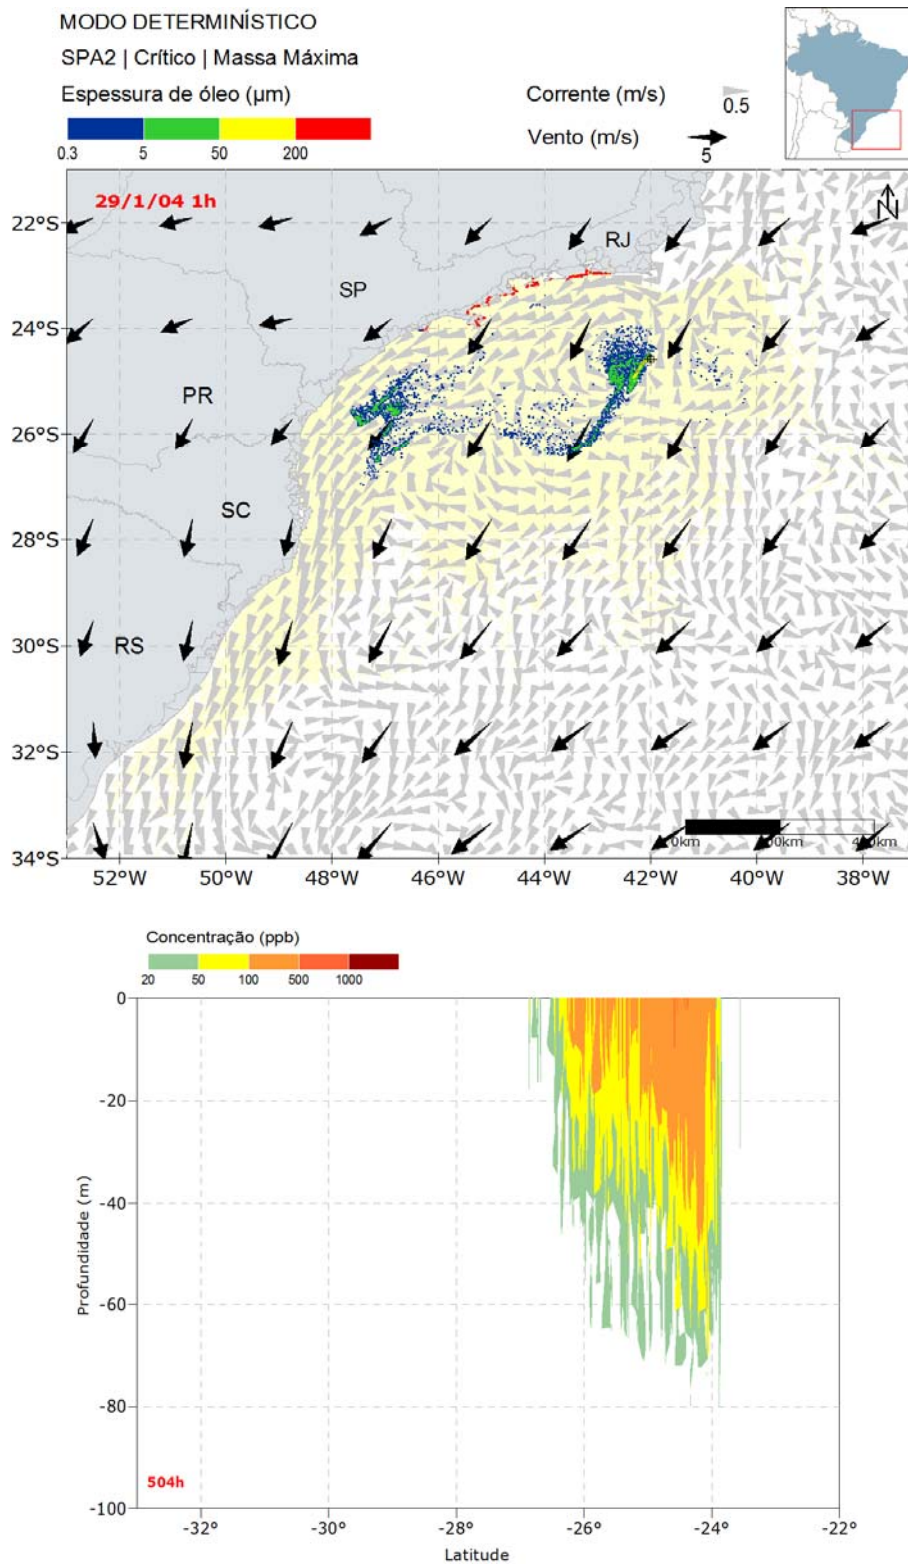 MODO DETERMINÍSTICO
SPA2 | Crítico | Massa Máxima
Espessura de óleo (µm)
0.3 5 50 200
Corrente (m/s) 0.5
Vento (m/s) 5
29/1/04 1h
N
22°S
24°S
26°S
28°S
30°S
32°S
34°S
RJ
SP
PR
SC
RS
0km
400km
52°W 50°W 48°W 46°W 44°W 42°W 40°W 38°W
Concentração (ppb)
20 50 100 500 1000
0
-20
-40
-60
-80
-100
Profundidade (m)
504h
-32° -30° -28° -26° -24° -22°
Latitude